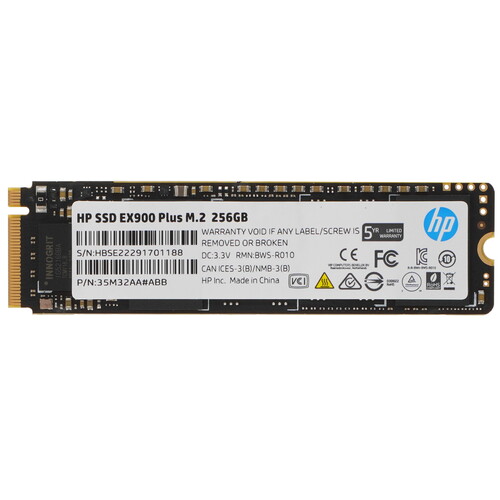 INNOGRIT
HP SSD EX900 Plus M.2 256GB
S/N:HBSE22291701188
P/N:35M32AA#ABB
WARRANTY VOID IF ANY LABEL/SCREW IS
REMOVED OR BROKEN
DC:3.3V RMN:BWS-R010
CAN ICES-3(B)/NMB-3(B)
HP Inc. Made in China
VCI
5YR LIMITED WARRANTY
hp
FC
CE
RoHS